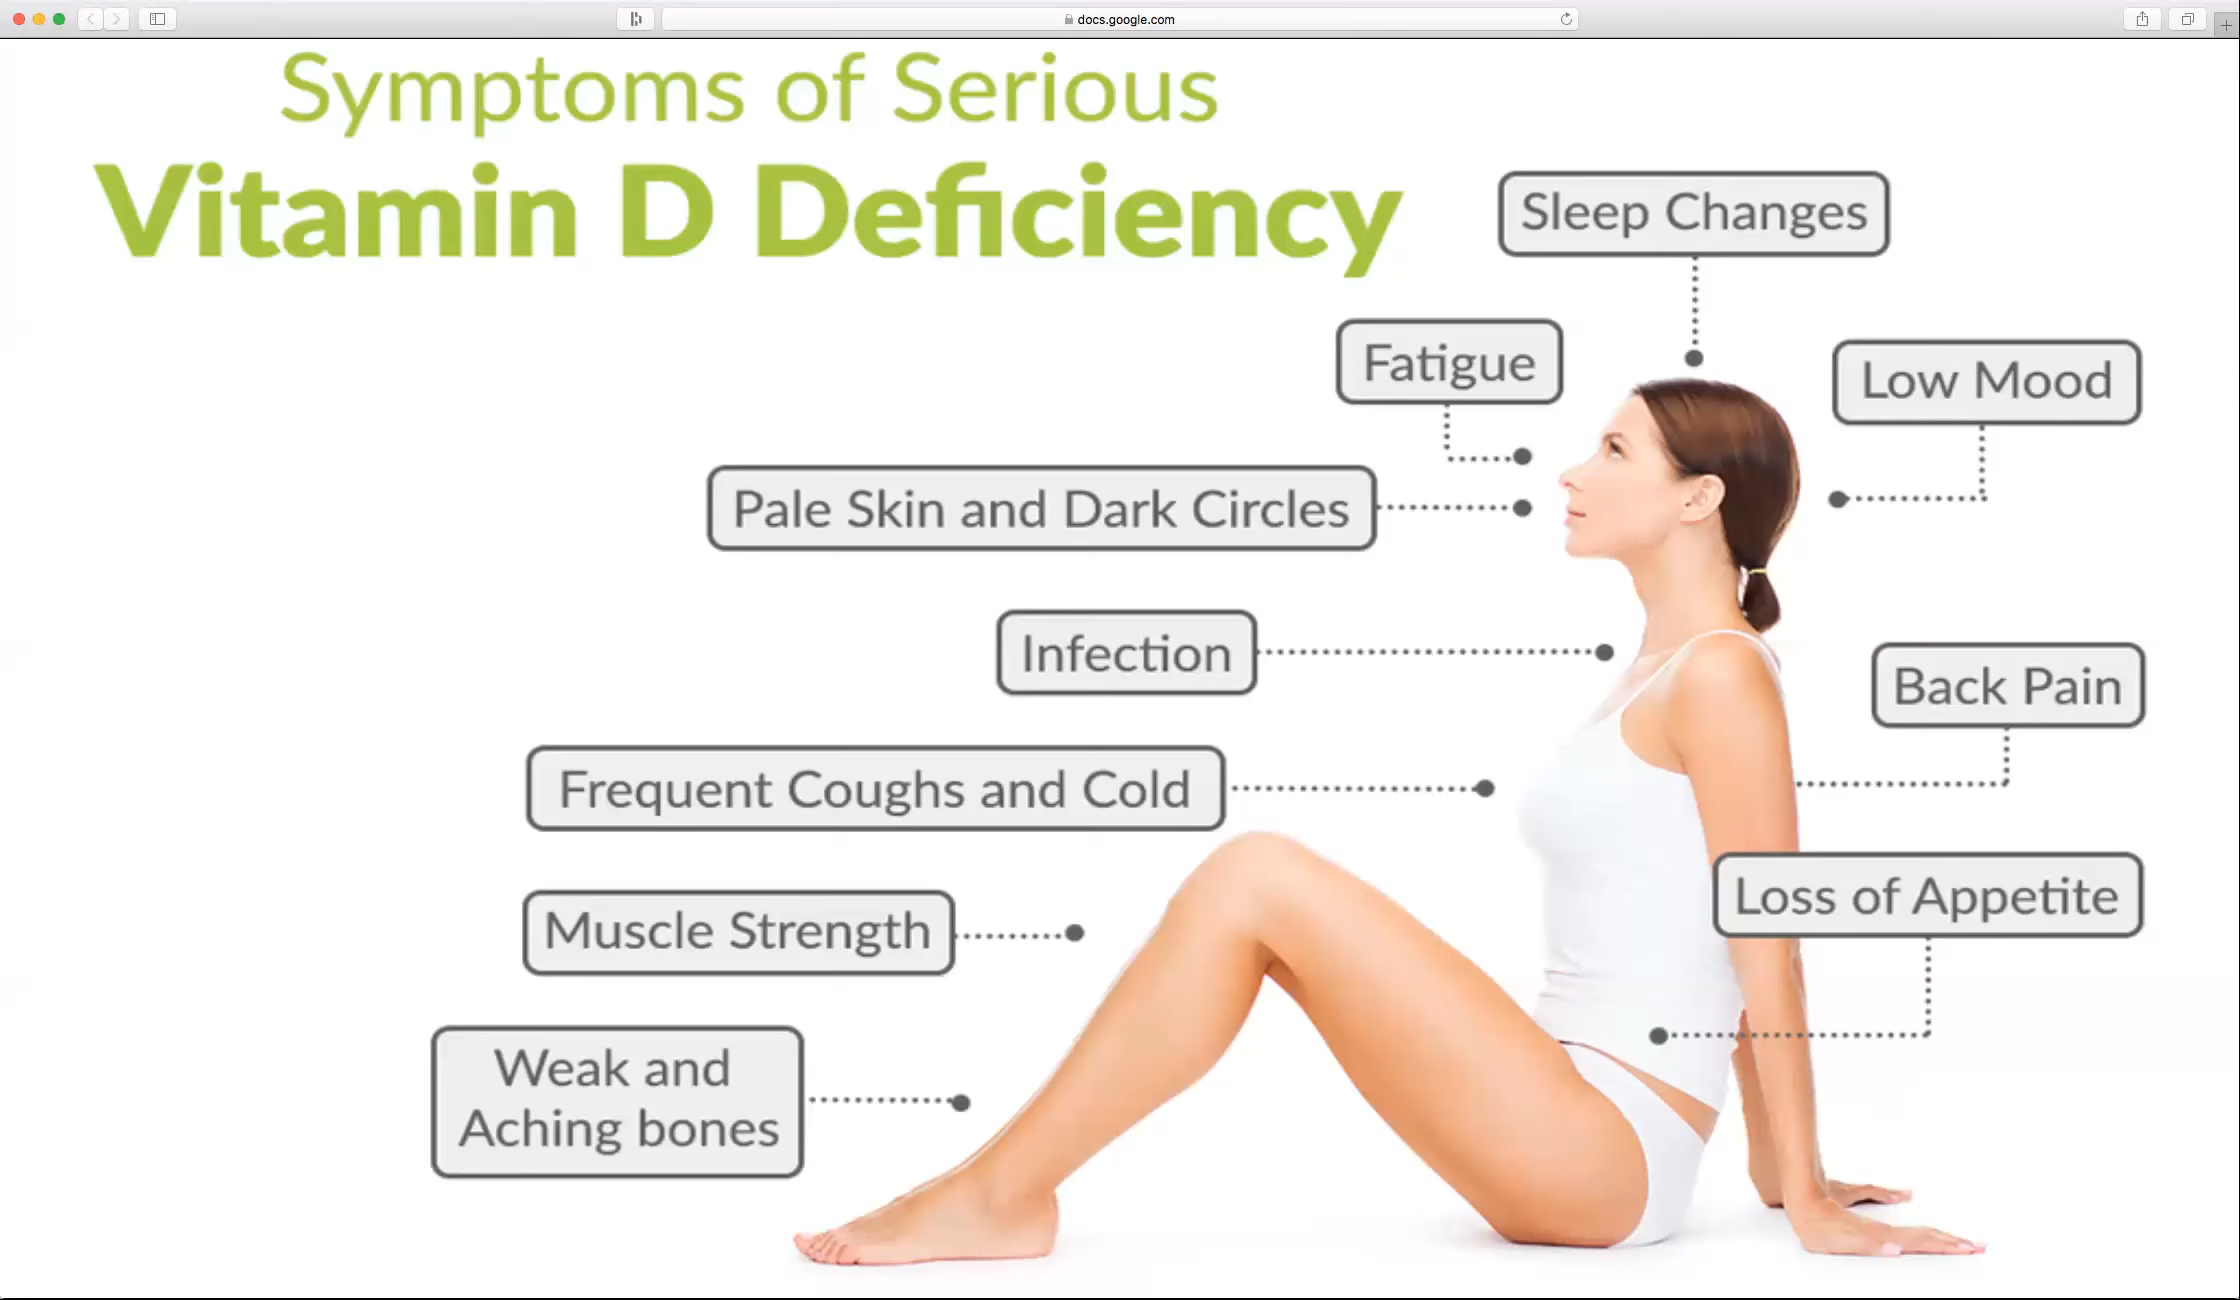 docs.google.com
Symptoms of Serious
Vitamin D Deficiency
Sleep Changes
Fatigue
Low Mood
Pale Skin and Dark Circles
Infection
Back Pain
Frequent Coughs and Cold
Loss of Appetite
Muscle Strength
Weak and
Aching bones